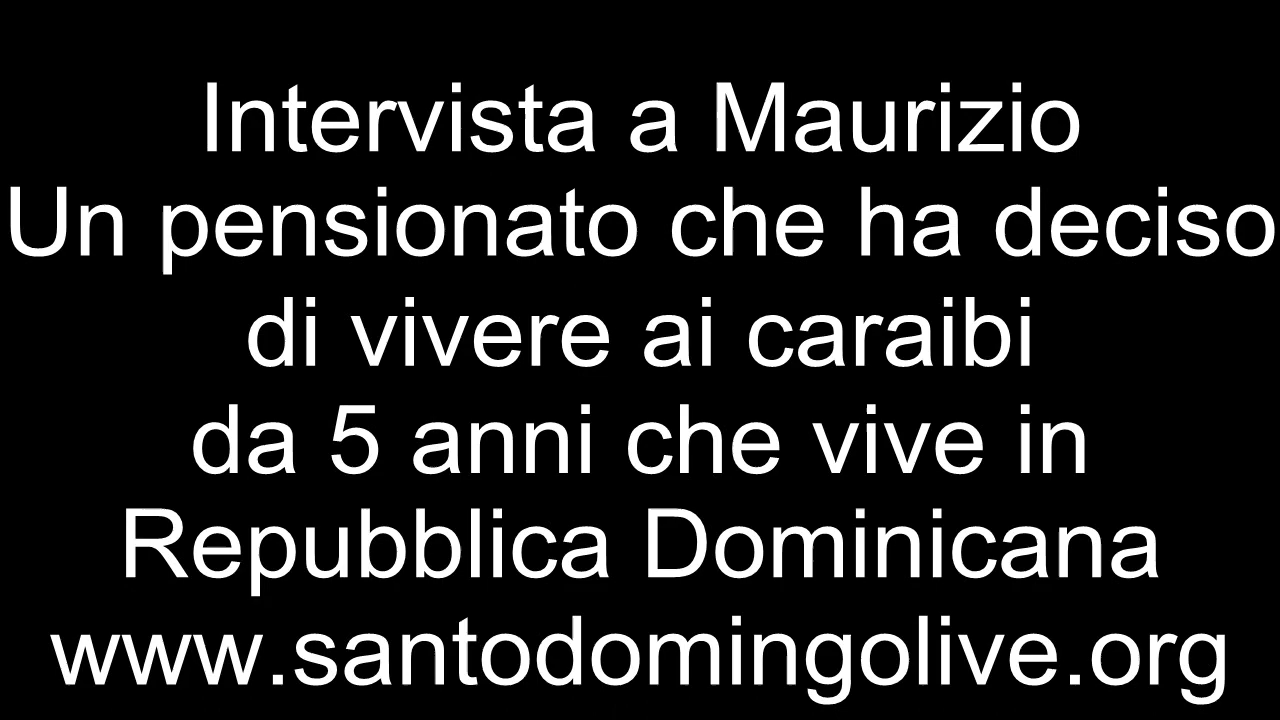 Intervista a Maurizio
Un pensionato che ha deciso
di vivere ai caraibi
da 5 anni che vive in
Repubblica Dominicana
www.santodomingolive.org